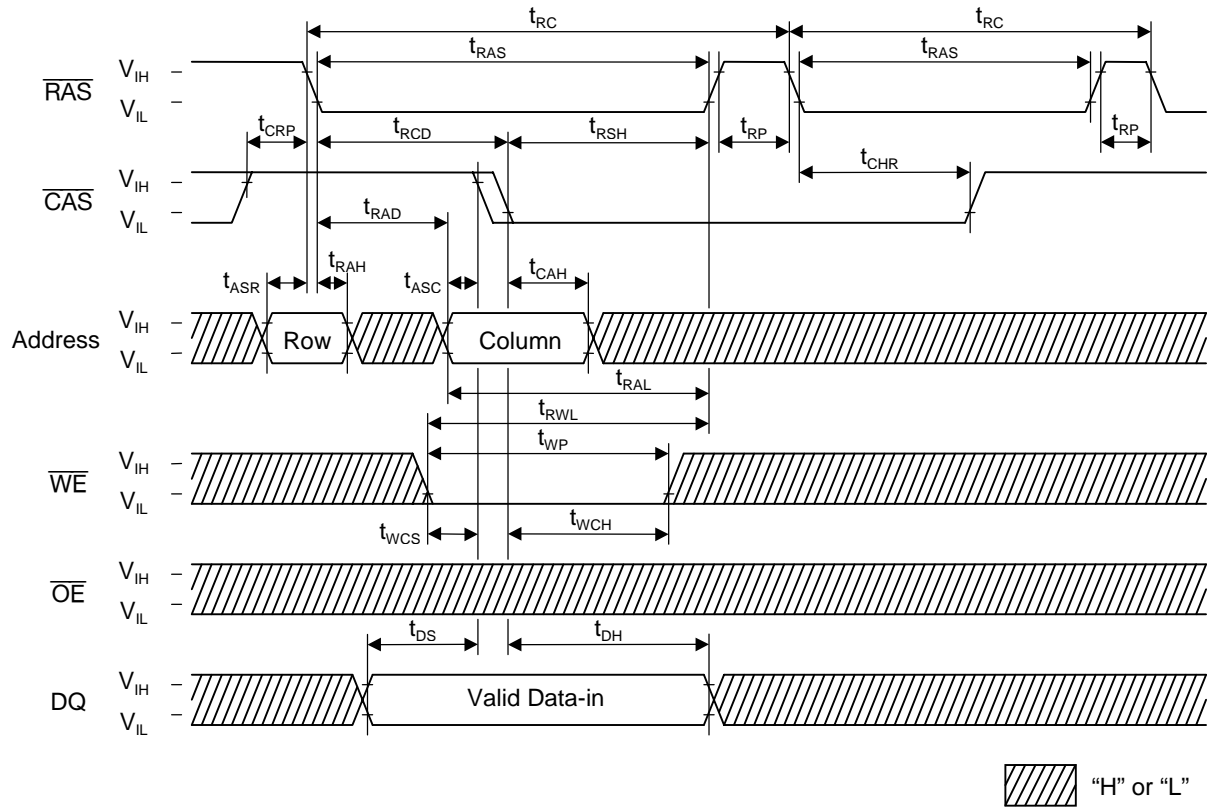 tRC tRC
tRAS tRAS
RAS VIH VIL
tCRP tRCD tRSH tRP tRP
tCHR
CAS VIH VIL
tRAD
tRAH
tASR tASC tCAH
Address VIH VIL Row Column
tRAL
tRWL
tWP
WE VIH VIL
tWCS tWCH
OE VIH VIL
tDS tDH
DQ VIH VIL Valid Data-in
“H” or “L”